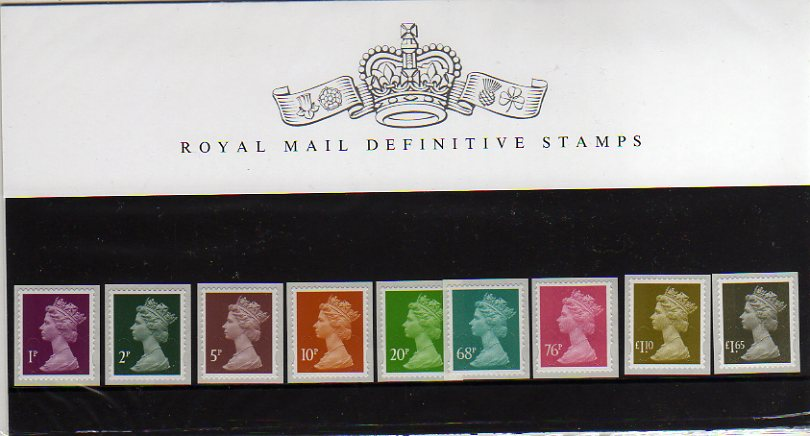 ROYAL MAIL DEFINITIVE STAMPS
1P
2P
5P
10P
20P
68P
76P
£1.10
£1.65